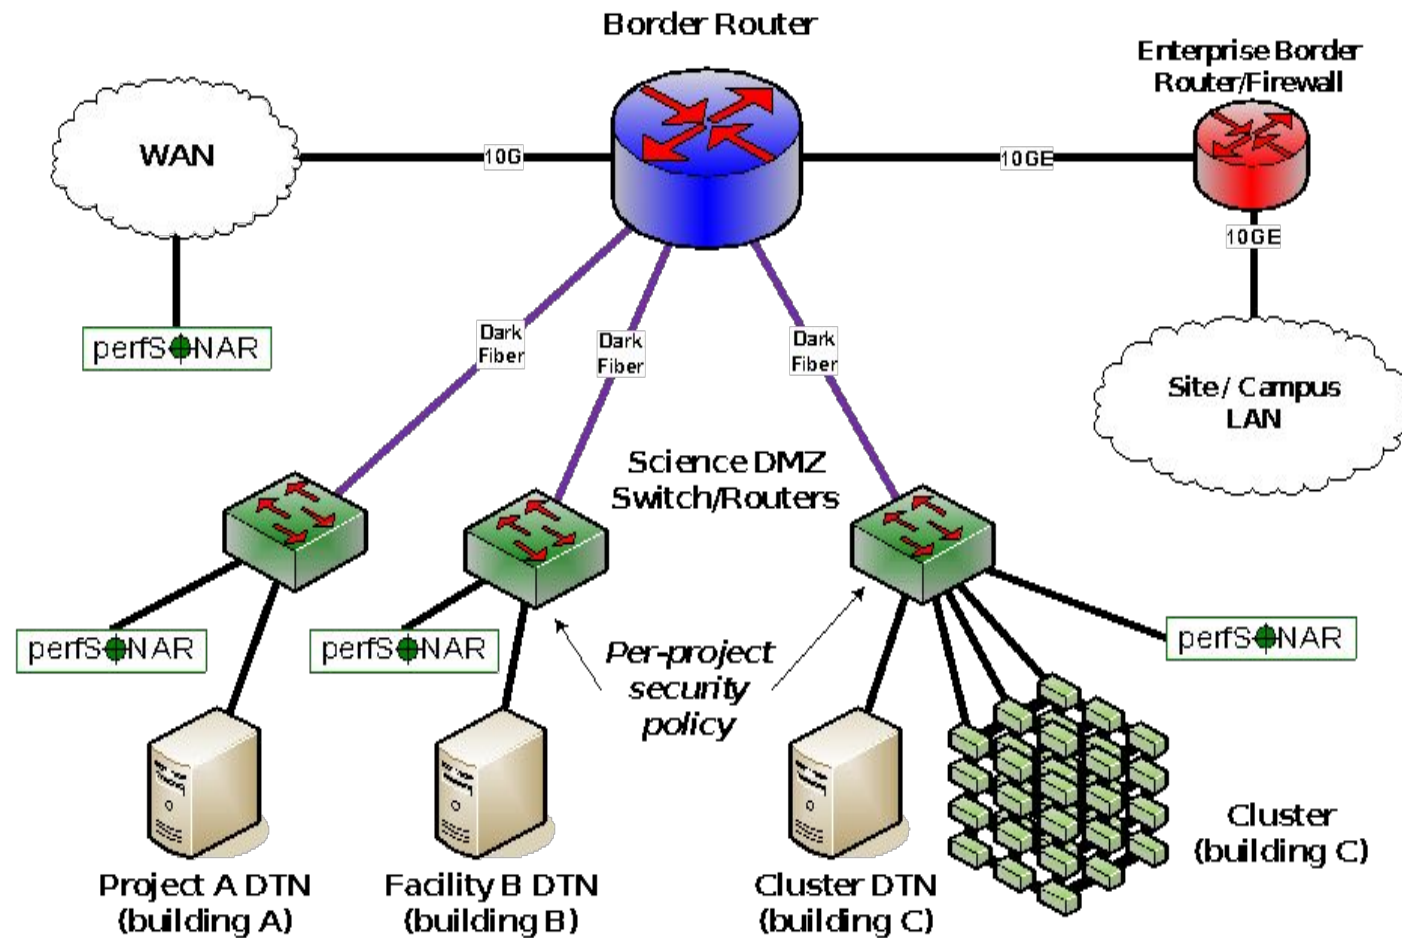 Border Router
Enterprise Border
Router/Firewall
WAN
10G
10GE
10GE
perfSONAR
Dark
Fiber
Dark
Fiber
Dark
Fiber
Site / Campus
LAN
Science DMZ
Switch/Routers
perfSONAR
perfSONAR
perfSONAR
Per-project
security
policy
Project A DTN
(building A)
Facility B DTN
(building B)
Cluster DTN
(building C)
Cluster
(building C)